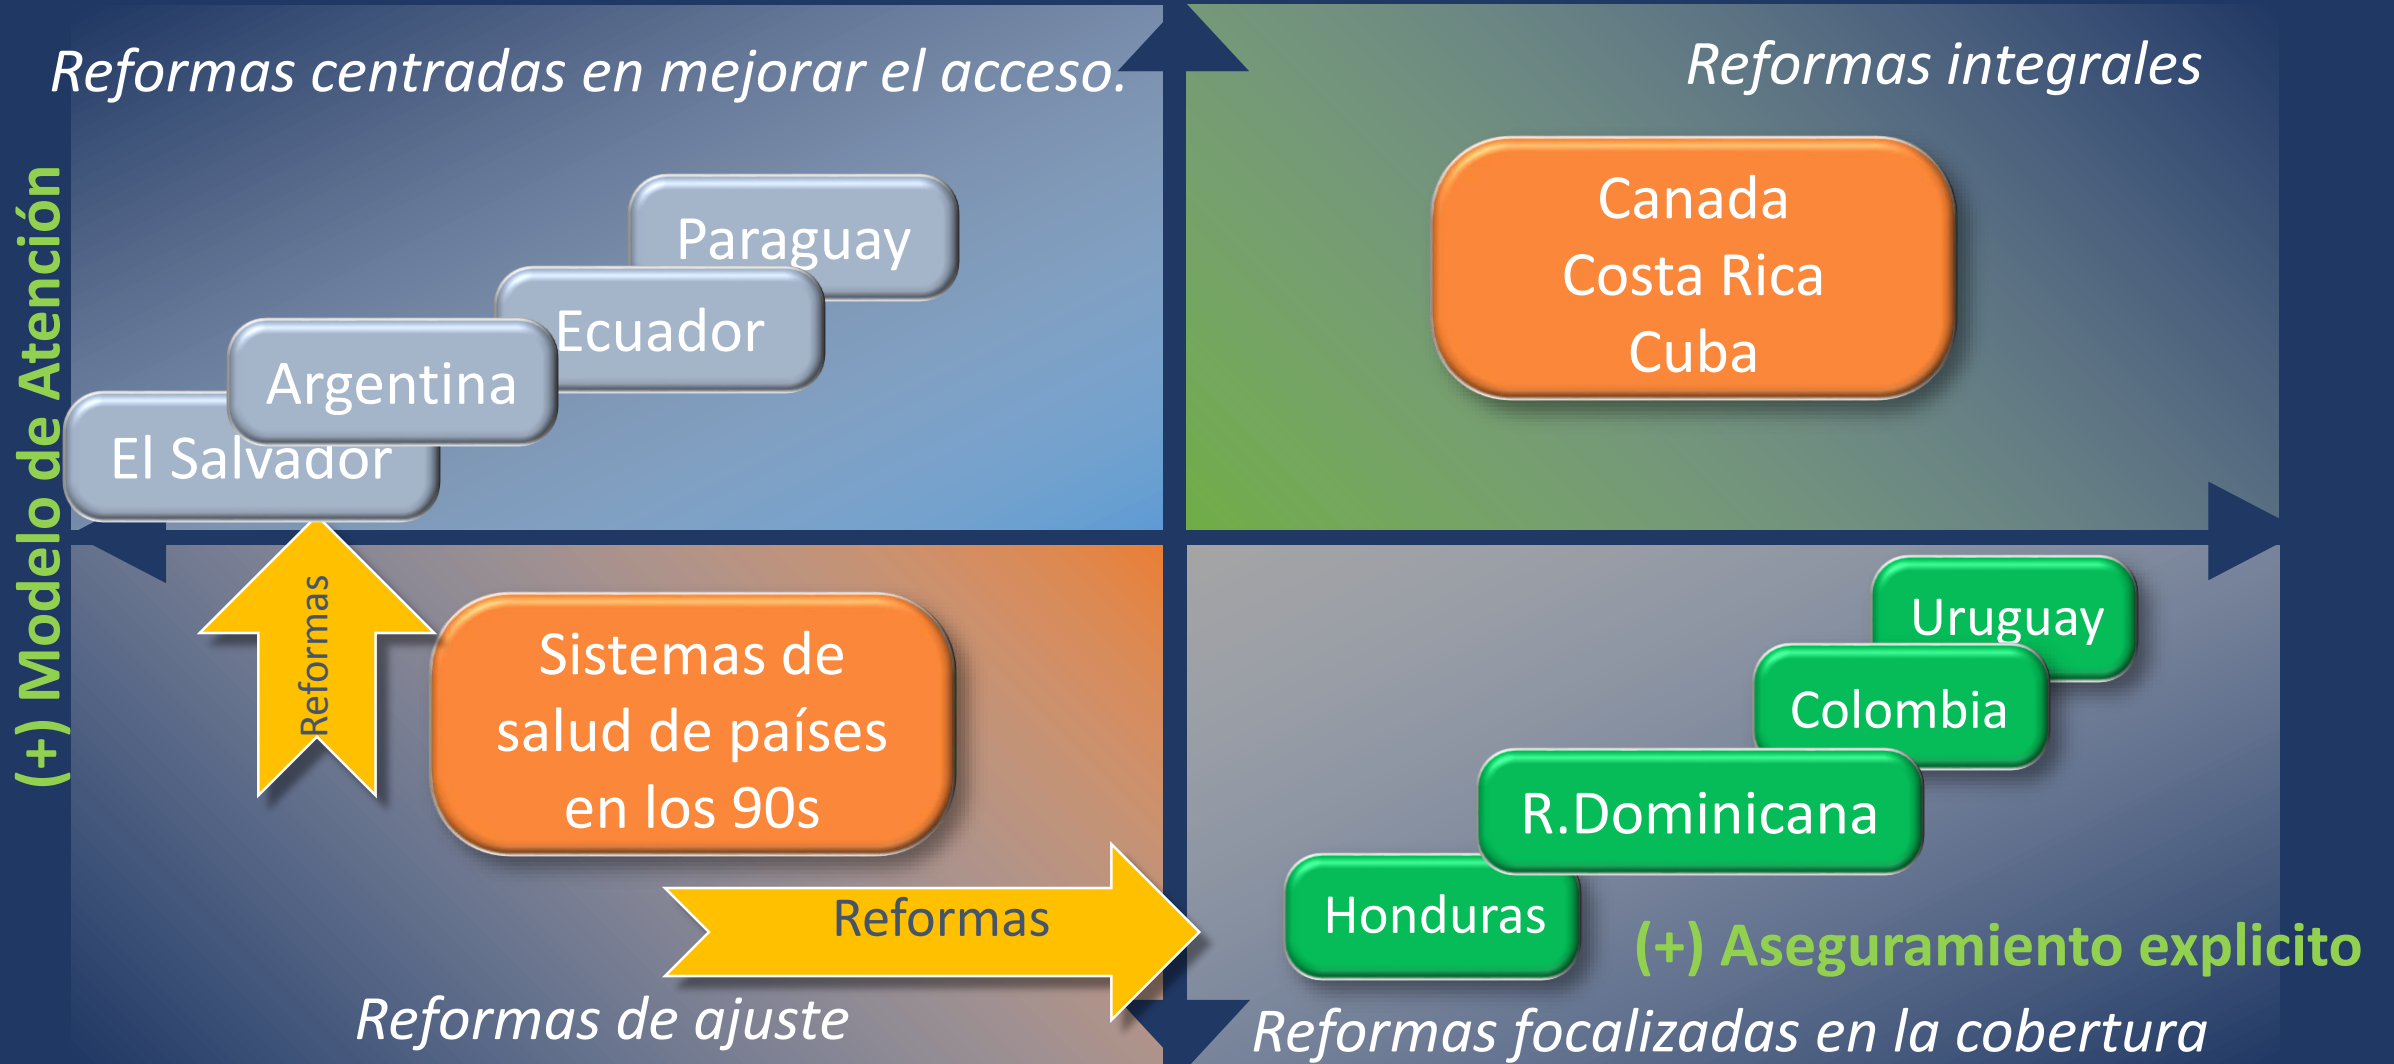 Reformas centradas en mejorar el acceso.
Reformas integrales
(+) Modelo de Atención
Paraguay
Ecuador
Argentina
El Salvador
Canada
Costa Rica
Cuba
Reformas
Sistemas de
salud de países
en los 90s
Reformas
Reformas de ajuste
Uruguay
Colombia
R.Dominicana
Honduras
(+) Aseguramiento explicito
Reformas focalizadas en la cobertura